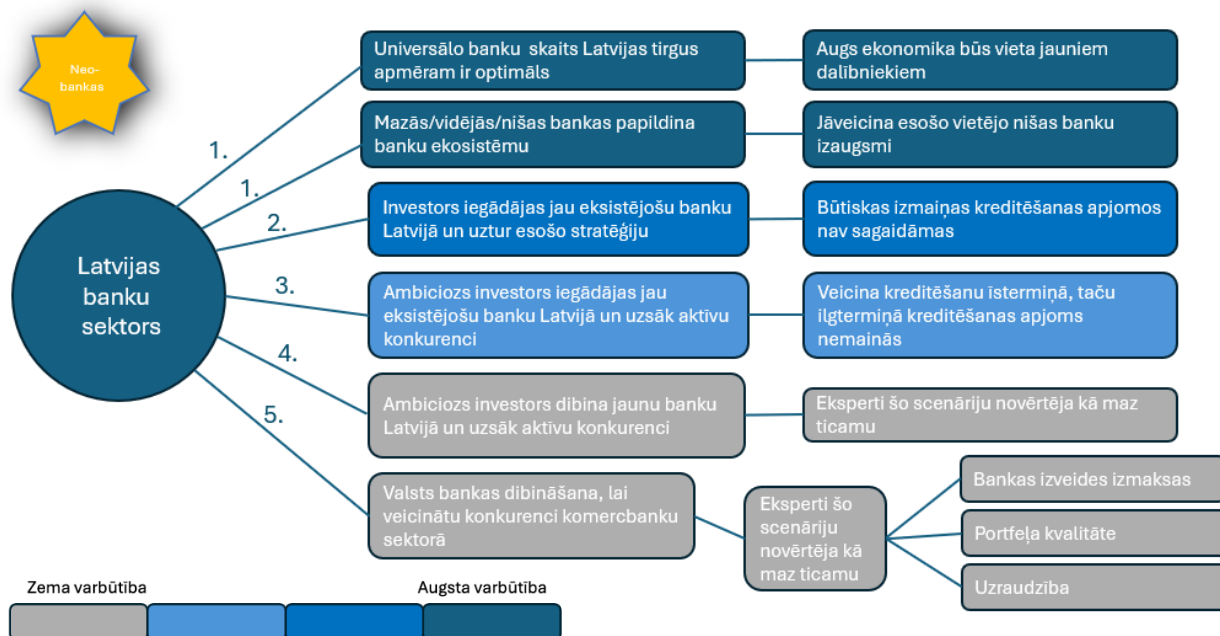 Neo-
bankas
Latvijas
banku
sektors
1.
Universālo banku skaits Latvijas tirgus
apmēram ir optimāls
Augs ekonomika būs vieta jauniem
dalībniekiem
1.
Mazās/vidējās/nišas bankas papildina
banku ekosistēmu
Jāveicina esošo vietējo nišas banku
izaugsmi
2.
Investors iegādājas jau eksistējošu banku
Latvijā un uztur esošo stratēģiju
Būtiskas izmaiņas kreditēšanas apjomos
nav sagaidāmas
3.
Ambiciozs investors iegādājas jau
eksistējošu banku Latvijā un uzsāk aktīvu
konkurenci
Veicina kreditēšanu īstermiņā, taču
ilgtermiņā kreditēšanas apjoms
nemainās
4.
Ambiciozs investors dibina jaunu banku
Latvijā un uzsāk aktīvu konkurenci
Eksperti šo scenāriju novērtēja kā maz
ticamu
5.
Valsts bankas dibināšana, lai
veicinātu konkurenci komercbanku
sektorā
Eksperti šo
scenāriju
novērtēja kā
maz ticamu
Bankas izveides izmaksas
Portfeļa kvalitāte
Uzraudzība
Zema varbūtība
Augsta varbūtība